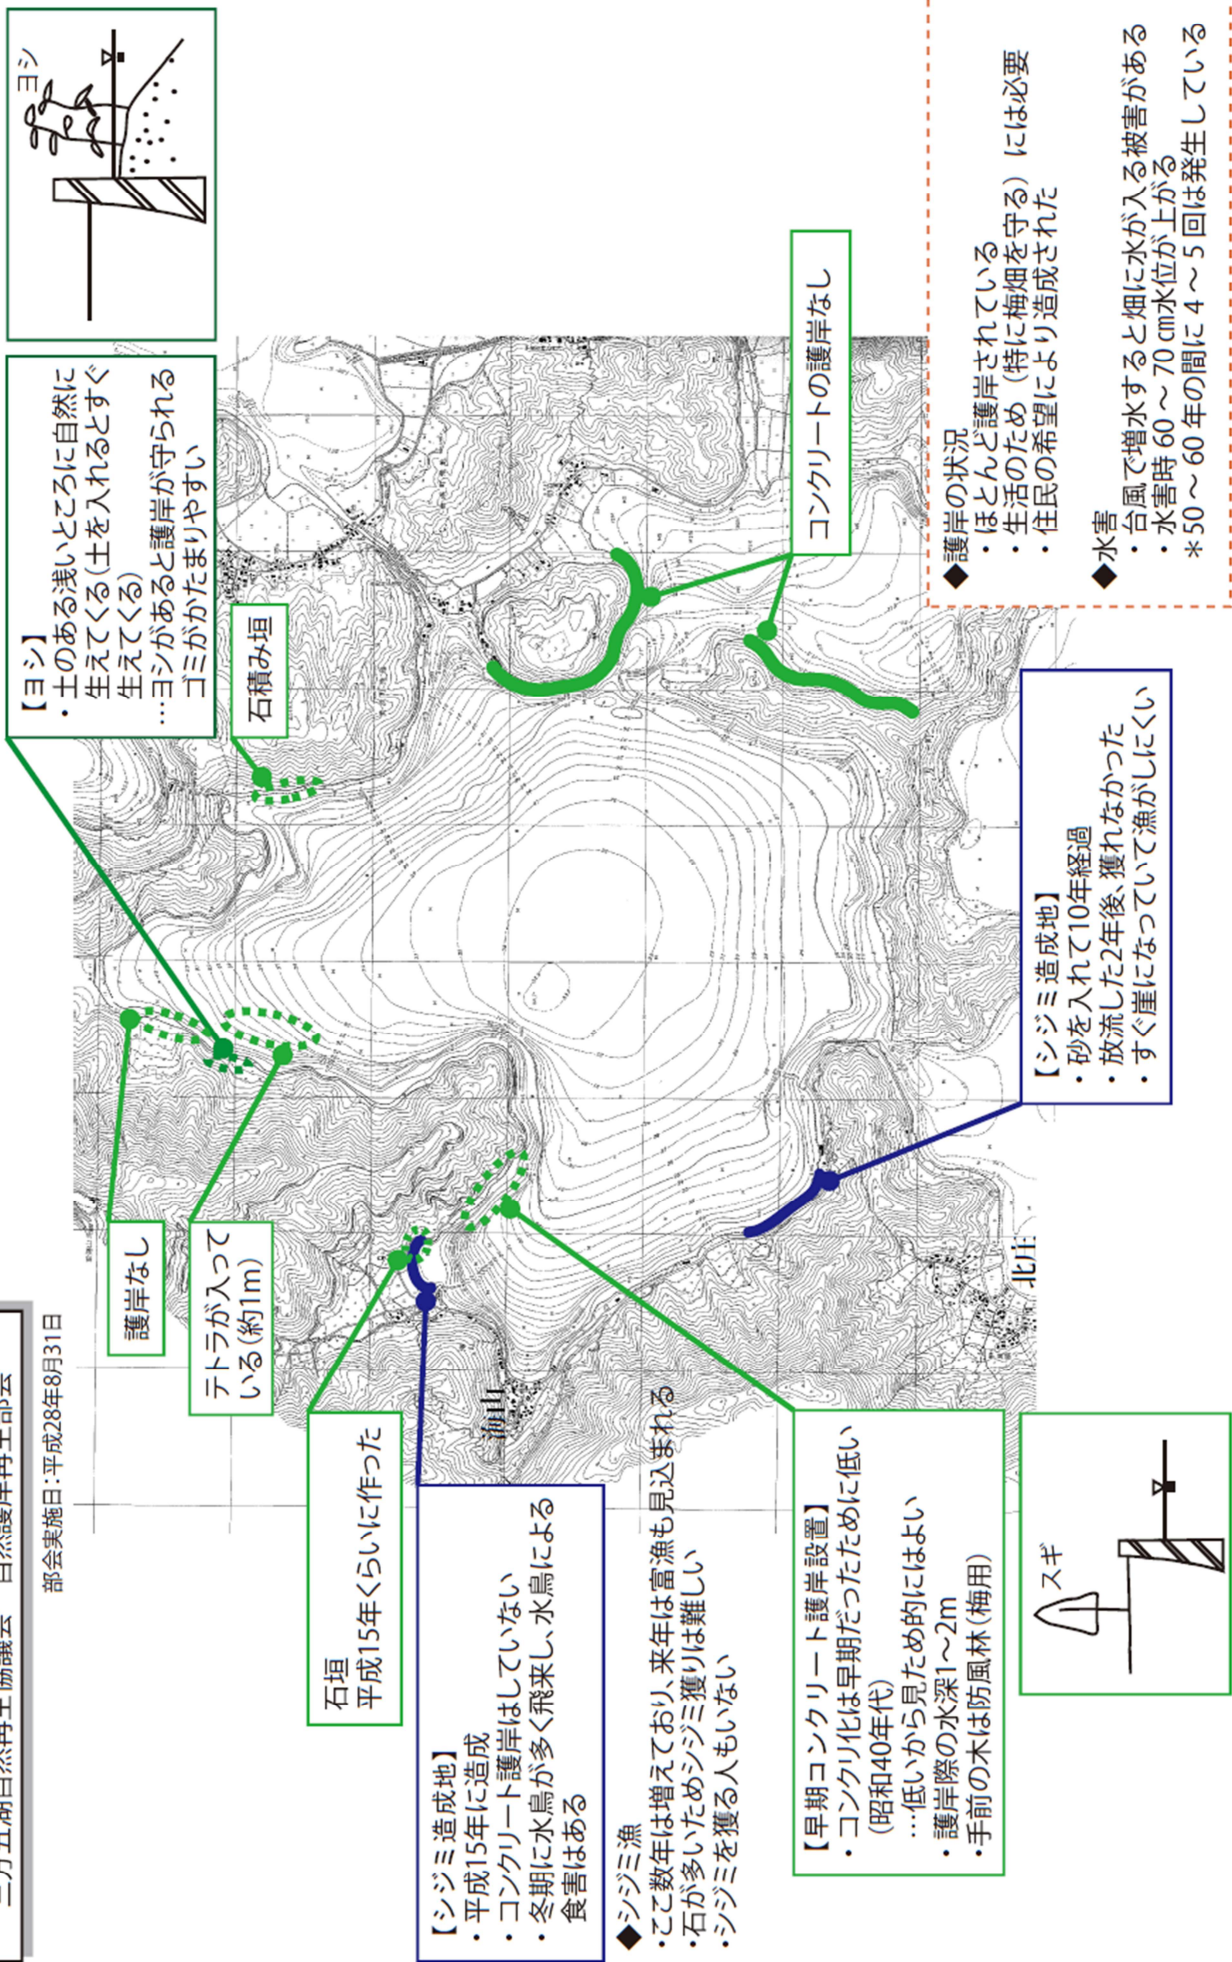 三方五湖自然再生協議会　自然護岸再生部会
部会実施日：平成28年8月31日
護岸なし
テトラが入って
いる（約1m）
石垣
平成15年くらいに作った
【シジミ造成地】
・平成15年に造成
・コンクリート護岸はしていない
・冬期に水鳥が多く飛来し、水鳥による
食害はある
◆シジミ漁
・ここ数年は増えており、来年は富漁も見込まれる
・石が多いためシジミ獲りは難しい
・シジミを獲る人もいない
【早期コンクリート護岸設置】
・コンクリ化は早期だったために低い
（昭和40年代）
…低いから見ため的にはよい
・護岸際の水深1～2m
・手前の木は防風林（梅用）
スギ
海山
北庄
【ヨシ】
・土のある浅いところに自然に
生えてくる（土を入れるとすぐ
生えてくる）
…ヨシがあると護岸が守られる
ゴミがかたまりやすい
ヨシ
石積み垣
コンクリートの護岸なし
【シジミ造成地】
・砂を入れて10年経過
・放流した2年後、獲れなかった
・すぐ崖になっていて漁がしにくい
◆護岸の状況
・ほとんど護岸されている
・生活のため（特に梅畑を守る）には必要
・住民の希望により造成された
◆水害
・台風で増水すると畑に水が入る被害がある
・水害時 60 ～ 70 cm水位が上がる
＊50 ～ 60 年の間に 4 ～ 5 回は発生している